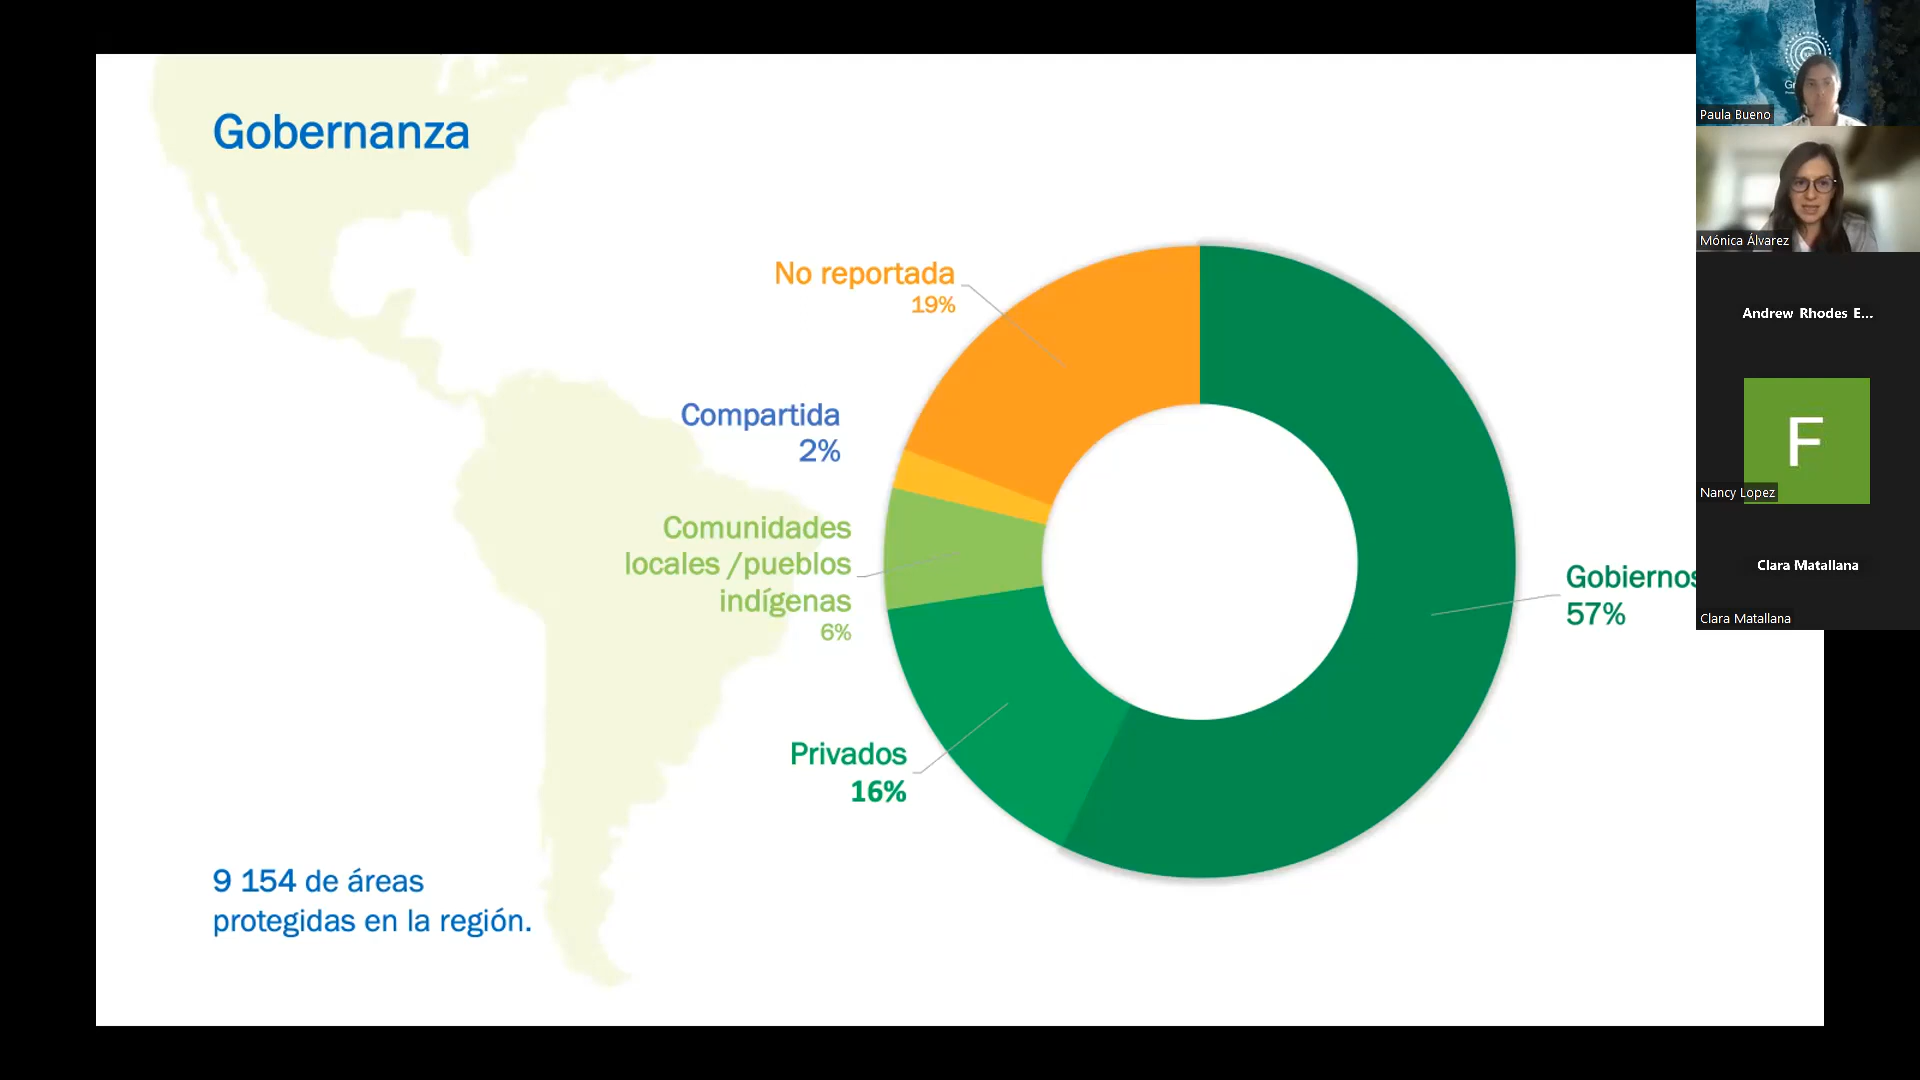 Gobernanza
No reportada
19%
Compartida
2%
Comunidades
locales /pueblos
indígenas
6%
Privados
16%
Gobiernos
57%
9 154 de áreas
protegidas en la región.
Paula Bueno
Mónica Álvarez
Andrew Rhodes E...
F
Nancy Lopez
Clara Matallana
Clara Matallana